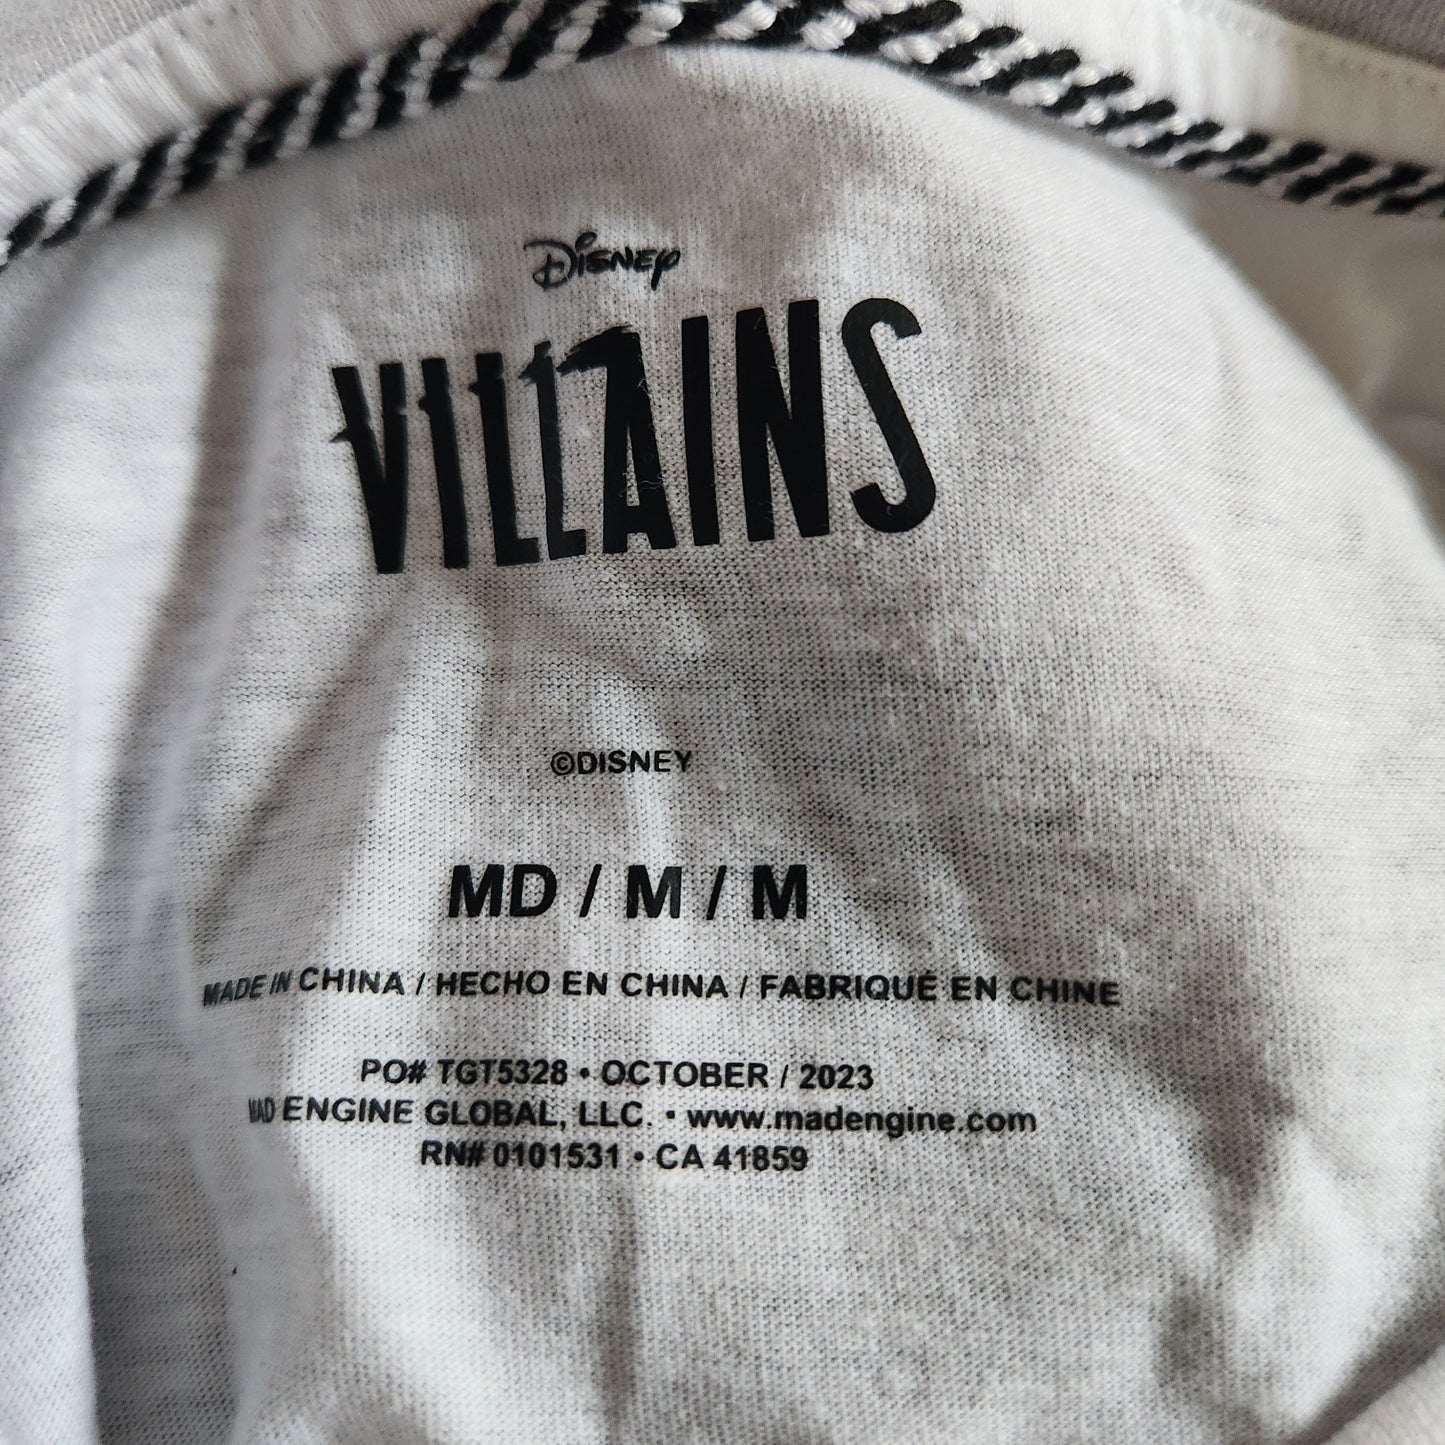 Disney
VILLAINS
©DISNEY
MD / M / M
MADE IN CHINA / HECHO EN CHINA / FABRIQUÉ EN CHINE
PO# TGT5328 • OCTOBER / 2023
MAD ENGINE GLOBAL, LLC. • www.madengine.com
RN# 0101531 • CA 41859